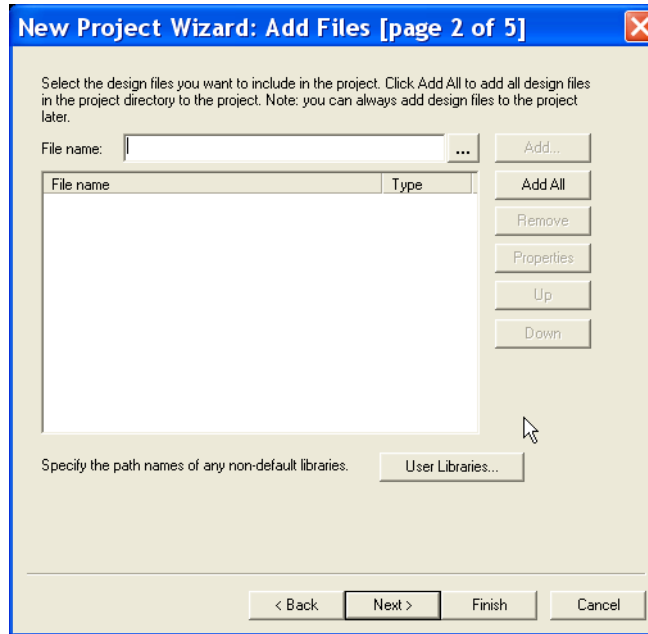 New Project Wizard: Add Files [page 2 of 5]
Select the design files you want to include in the project. Click Add All to add all design files
in the project directory to the project. Note: you can always add design files to the project
later.
File name: ... Add...
File name Type Add All
Remove
Properties
Up
Down
Specify the path names of any non-default libraries. User Libraries...
< Back Next > Finish Cancel